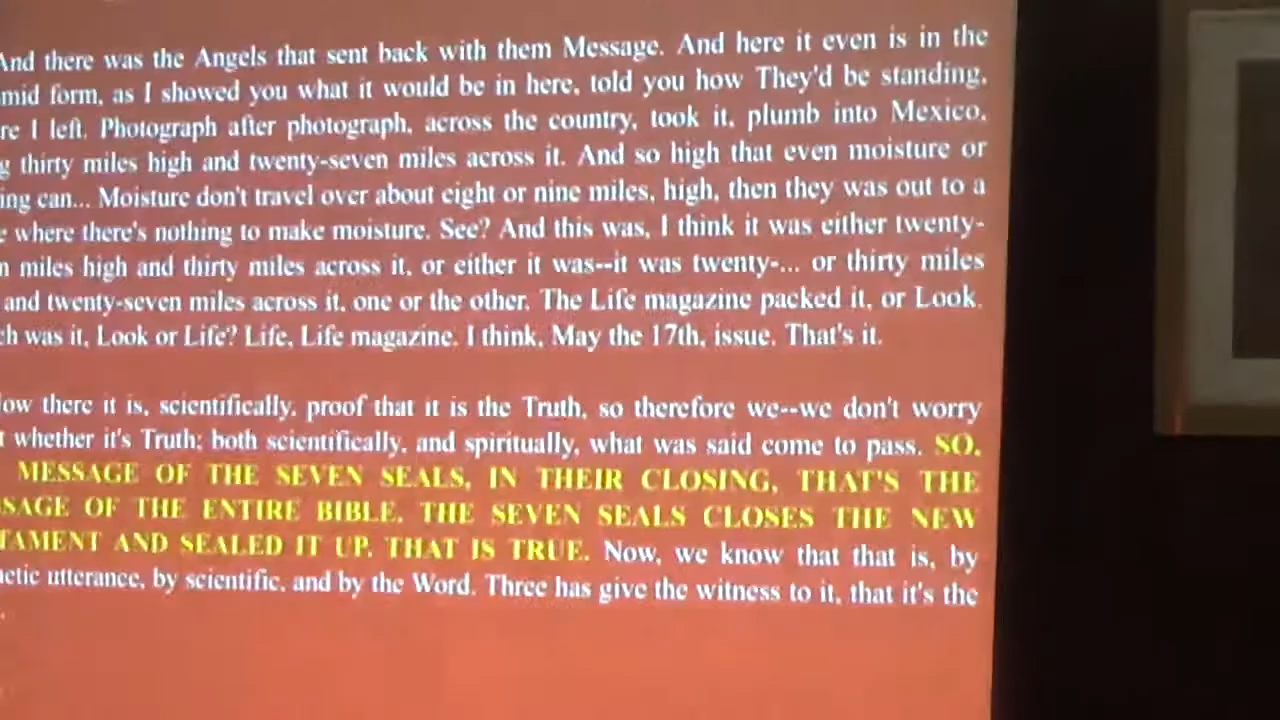 And there was the Angels that sent back with them Message. And here it even is in the
mid form, as I showed you what it would be in here, told you how They'd be standing,
re I left. Photograph after photograph, across the country, took it, plumb into Mexico,
g thirty miles high and twenty-seven miles across it. And so high that even moisture or
ing can... Moisture don't travel over about eight or nine miles, high, then they was out to a
e where there's nothing to make moisture. See? And this was, I think it was either twenty-
n miles high and thirty miles across it, or either it was--it was twenty-... or thirty miles
and twenty-seven miles across it, one or the other. The Life magazine packed it, or Look.
ch was it, Look or Life? Life, Life magazine. I think, May the 17th, issue. That's it.
ow there it is, scientifically, proof that it is the Truth, so therefore we--we don't worry
t whether it's Truth; both scientifically, and spiritually, what was said come to pass. SO,
MESSAGE OF THE SEVEN SEALS, IN THEIR CLOSING, THAT'S THE
SAGE OF THE ENTIRE BIBLE. THE SEVEN SEALS CLOSES THE NEW
TAMENT AND SEALED IT UP. THAT IS TRUE. Now, we know that that is, by
etic utterance, by scientific, and by the Word. Three has give the witness to it, that it's the